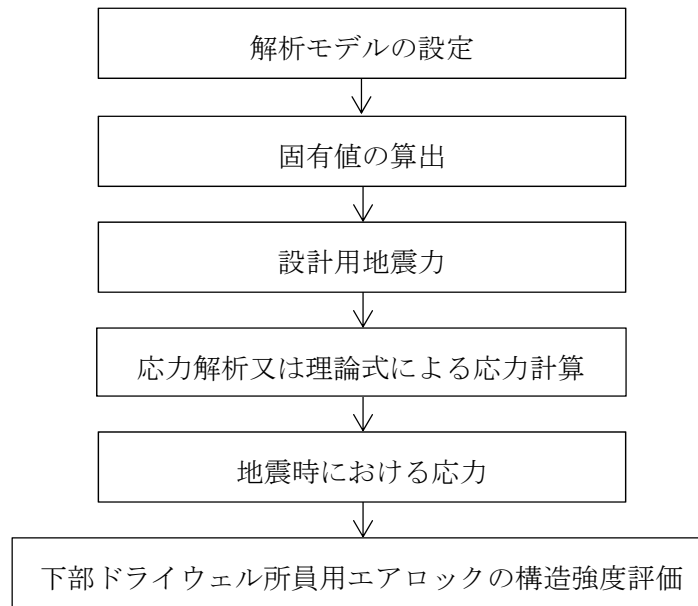 解析モデルの設定
固有値の算出
設計用地震力
応力解析又は理論式による応力計算
地震時における応力
下部ドライウェル所員用エアロックの構造強度評価